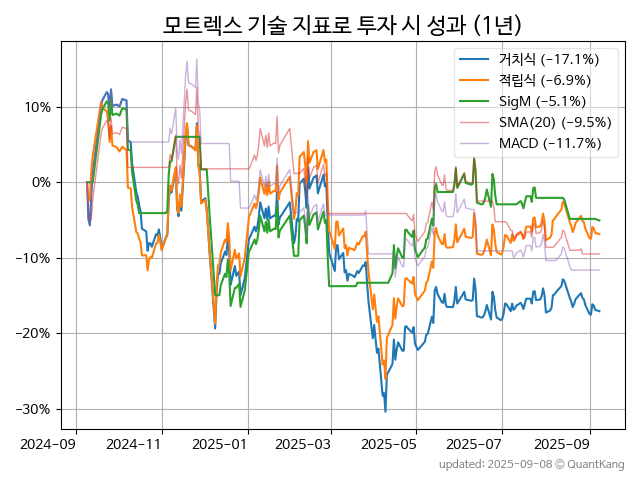 모트렉스 기술 지표로 투자 시 성과 (1년)
거치식 (−17.1%)
적립식 (−6.9%)
SigM (−5.1%)
SMA(20) (−9.5%)
MACD (−11.7%)
10%
0%
−10%
−20%
−30%
2024−09
2024−11
2025−01
2025−03
2025−05
2025−07
2025−09
updated: 2025−09−08 ⓒ QuantKang